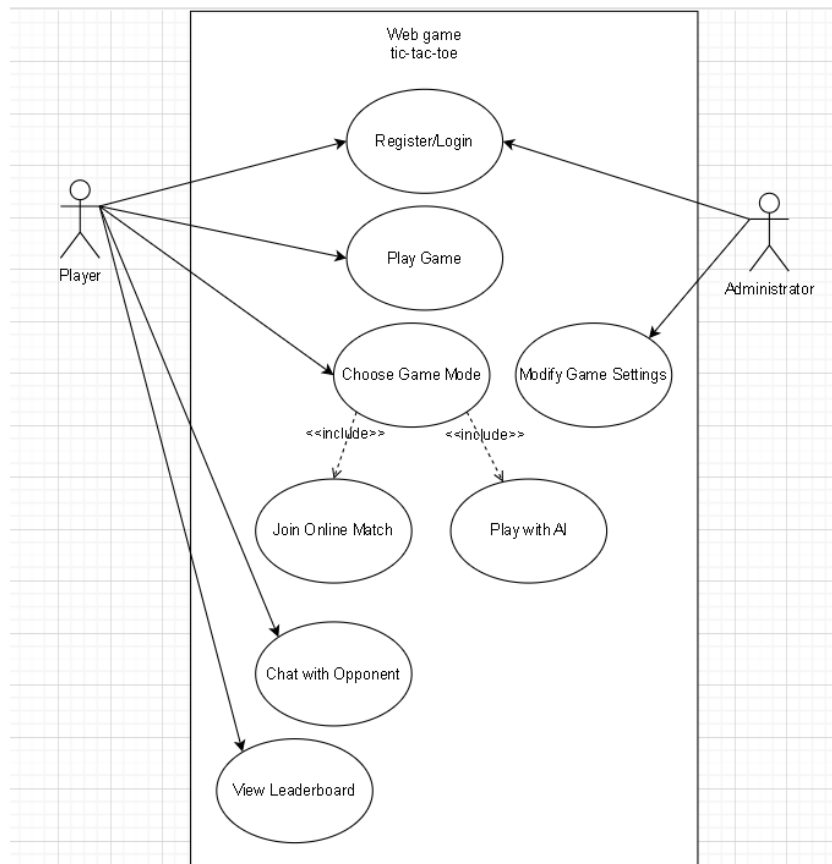 Web game
tic-tac-toe
Register/Login
Player
Play Game
Administrator
Choose Game Mode
Modify Game Settings
<<include>>
<<include>>
Join Online Match
Play with AI
Chat with Opponent
View Leaderboard